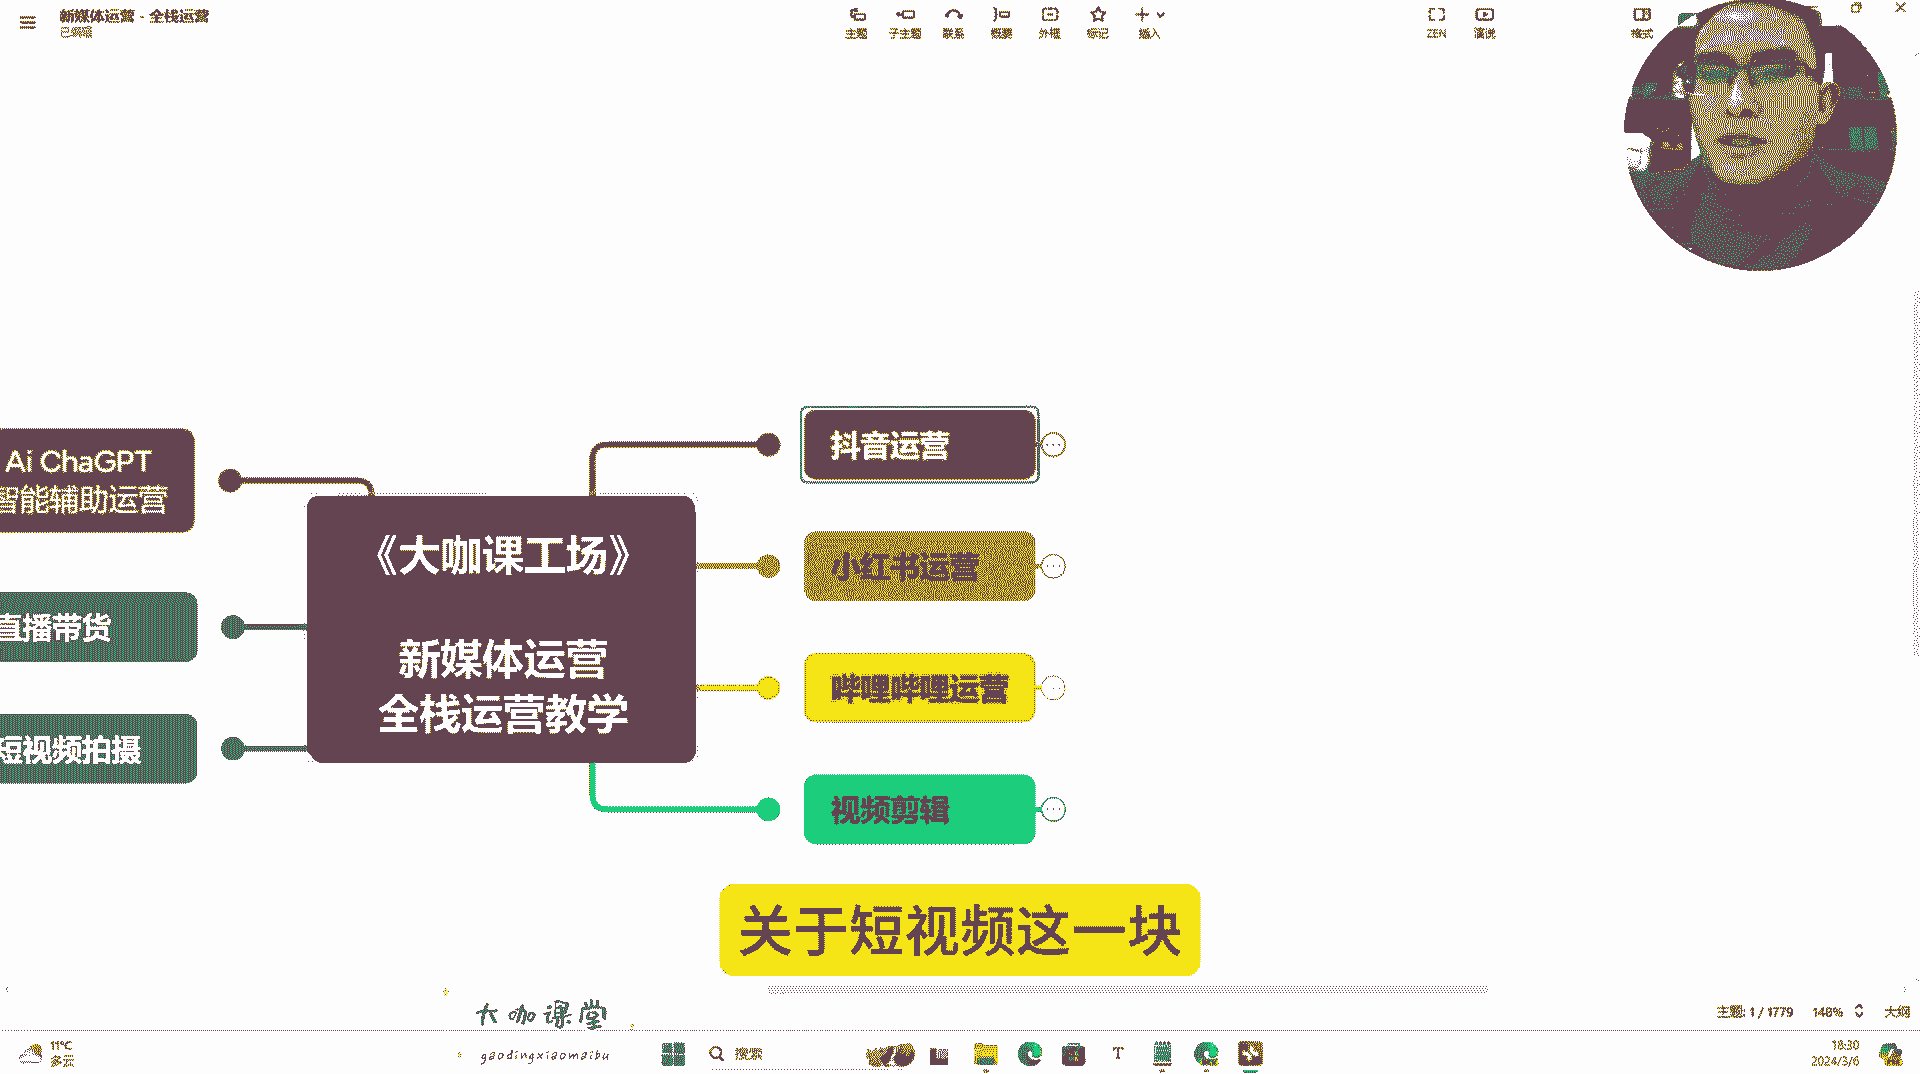 新媒体运营 - 全栈运营
已编辑
主题 子主题 联系 概要 外框 标记 插入
ZEN 演说
格式
抖音运营
Ai ChaGPT
智能辅助运营
《大咖课工场》
小红书运营
直播带货
新媒体运营
全栈运营教学
哔哩哔哩运营
短视频拍摄
视频剪辑
关于短视频这一块
大咖课堂
gaodingxiaomaibu
主题: 1 / 1779 148% 大纲
11°C
多云
搜索
18:30
2024/3/6